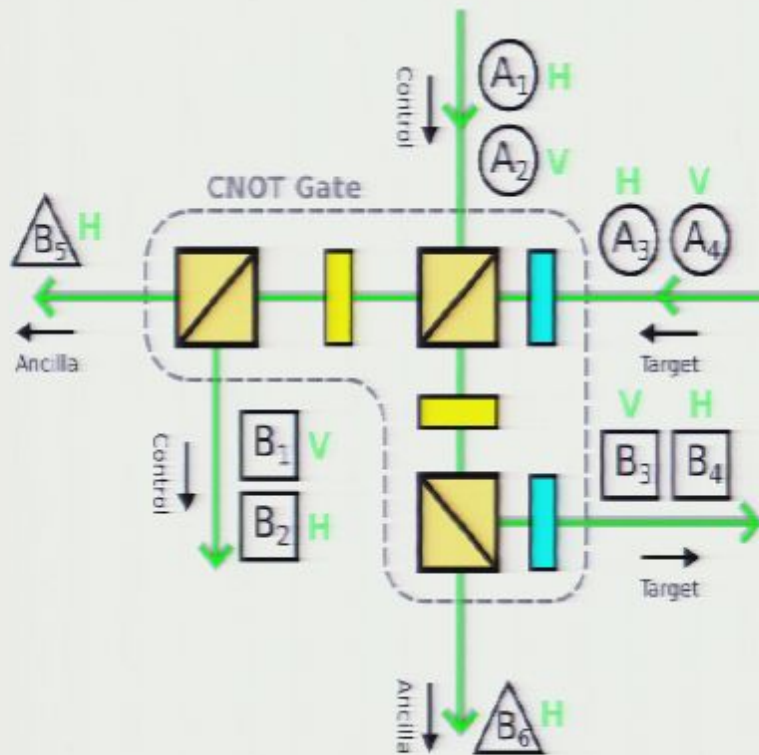 Control
A1 H
A2 V
CNOT Gate
H V
A3 A4
B5 H
Ancilla
Target
Control
B1 V
B2 H
V H
B3 B4
Target
Ancilla
B6 H